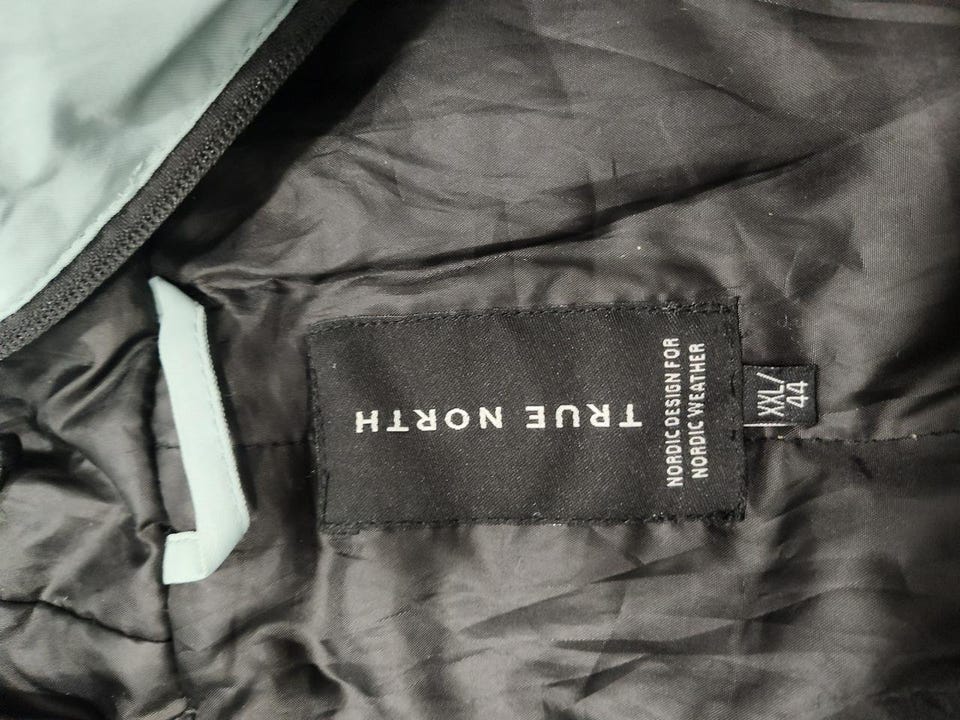 TRUE NORTH
NORDIC DESIGN FOR
NORDIC WEATHER
XXL/
44